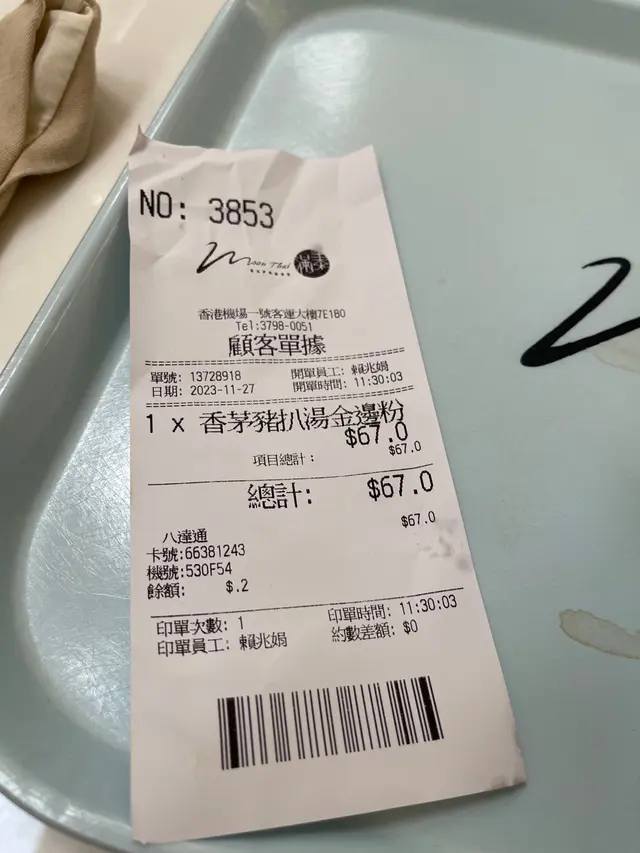 NO: 3853
Moon Thai 滿泰
香港機場一號客運大樓7E180
Tel:3798-0051
顧客單據
單號: 13728918 開單員工: 賴兆娟
日期: 2023-11-27 開單時間: 11:30:03
1 x 香茅豬扒湯金邊粉
$67.0
項目總計: $67.0
總計: $67.0
$67.0
八達通
卡號:66381243
機號:530F54
餘額: $.2
印單次數: 1 印單時間: 11:30:03
印單員工: 賴兆娟 約數差額: $0